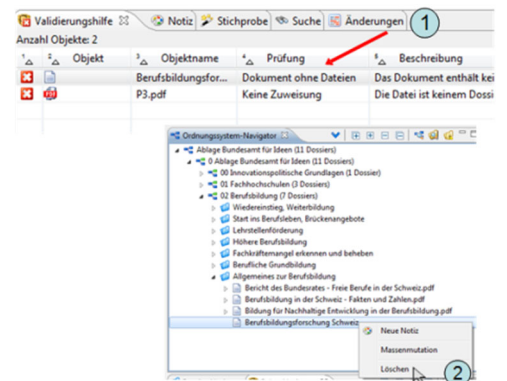 Validierungshilfe Notiz Stichprobe Suche Änderungen
1
Anzahl Objekte: 2
1 2 Objekt 3 Objektname 4 Prüfung 5 Beschreibung
Berufsbildungsfor... Dokument ohne Dateien Das Dokument enthält kei
P3.pdf Keine Zuweisung Die Datei ist keinem Dossi
Ordnungssystem-Navigator
Ablage Bundesamt für Ideen (11 Dossiers)
0 Ablage Bundesamt für Ideen (11 Dossiers)
00 Innovationspolitische Grundlagen (1 Dossier)
01 Fachhochschulen (3 Dossiers)
02 Berufsbildung (7 Dossiers)
Wiedereinstieg, Weiterbildung
Start ins Berufsleben, Brückenangebote
Lehrstellenförderung
Höhere Berufsbildung
Fachkräftemangel erkennen und beheben
Berufliche Grundbildung
Allgemeines zur Berufsbildung
Bericht des Bundesrates - Freie Berufe in der Schweiz.pdf
Berufsbildung in der Schweiz - Fakten und Zahlen.pdf
Bildung für Nachhaltige Entwicklung in der Berufsbildung.pdf
Berufsbildungsforschung Schweiz
Neue Notiz
Massenmutation
Löschen
2